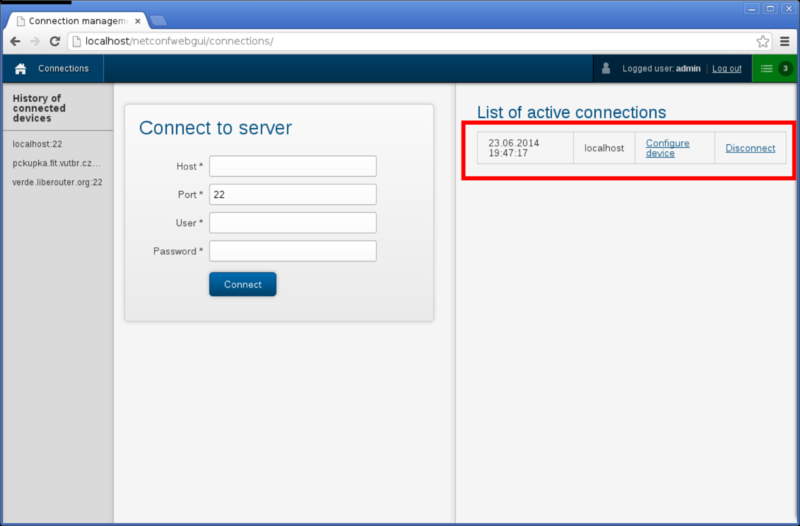 Connection managem
localhost/netconfwebgui/connections/
Connections
Logged user: admin | Log out
3
History of
connected
devices
localhost:22
pckupka.fit.vutbr.cz...
verde.liberouter.org:22
Connect to server
Host *
Port * 22
User *
Password *
Connect
List of active connections
23.06.2014
19:47:17
localhost
Configure
device
Disconnect